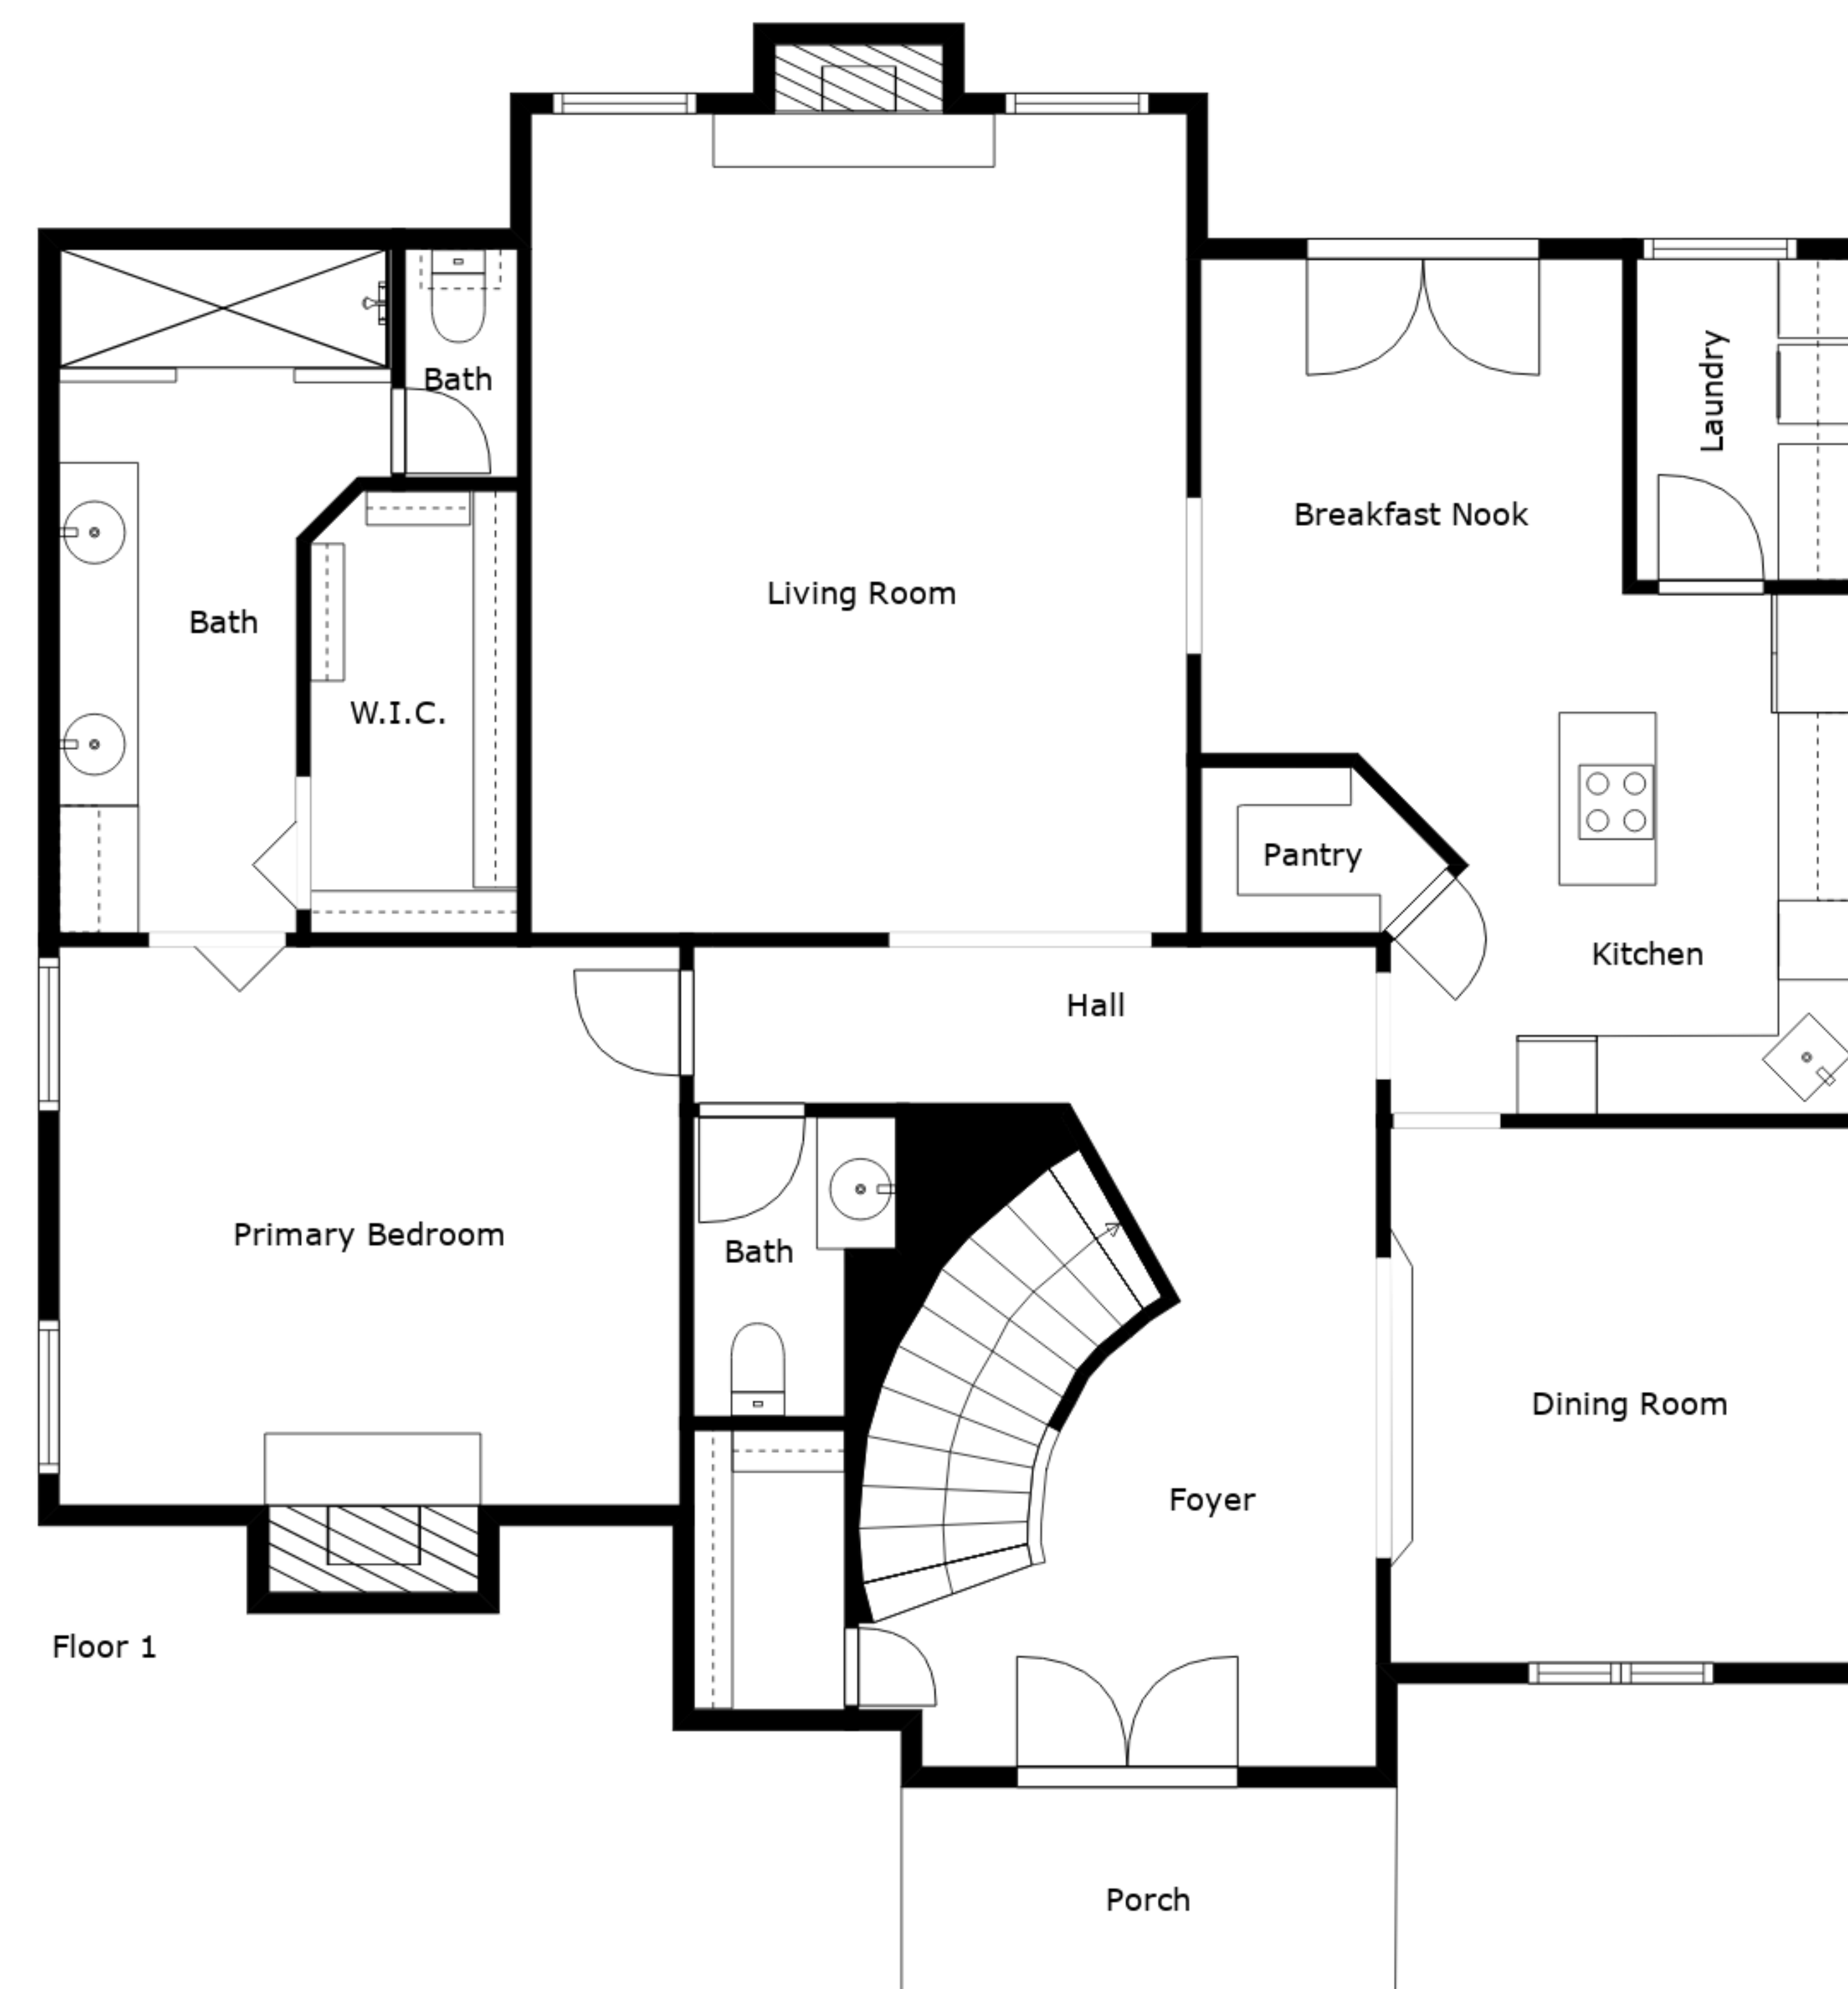 Bath
Laundry
Breakfast Nook
Living Room
Bath
W.I.C.
Pantry
Kitchen
Hall
Primary Bedroom
Bath
Dining Room
Foyer
Floor 1
Porch